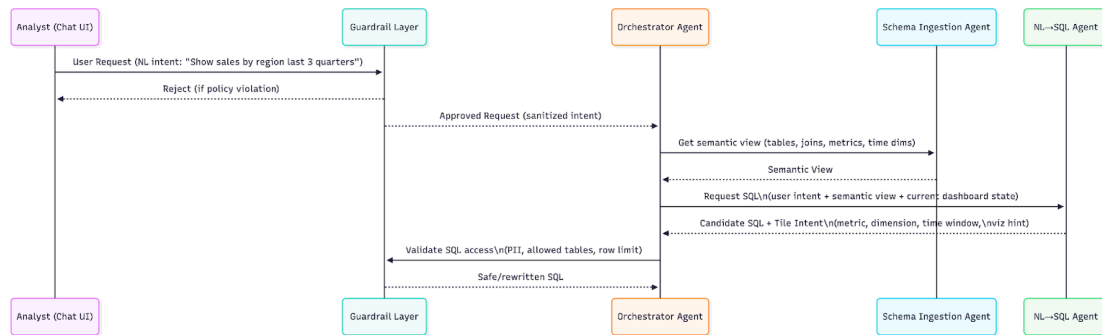 Analyst (Chat UI)
Guardrail Layer
Orchestrator Agent
Schema Ingestion Agent
NL→SQL Agent
User Request (NL intent: "Show sales by region last 3 quarters")
Reject (if policy violation)
Approved Request (sanitized intent)
Get semantic view (tables, joins, metrics, time dims)
Semantic View
Request SQL\n(user intent + semantic view + current dashboard state)
Candidate SQL + Tile Intent\n(metric, dimension, time window,\nviz hint)
Validate SQL access\n(PII, allowed tables, row limit)
Safe/rewritten SQL
Analyst (Chat UI)
Guardrail Layer
Orchestrator Agent
Schema Ingestion Agent
NL→SQL Agent